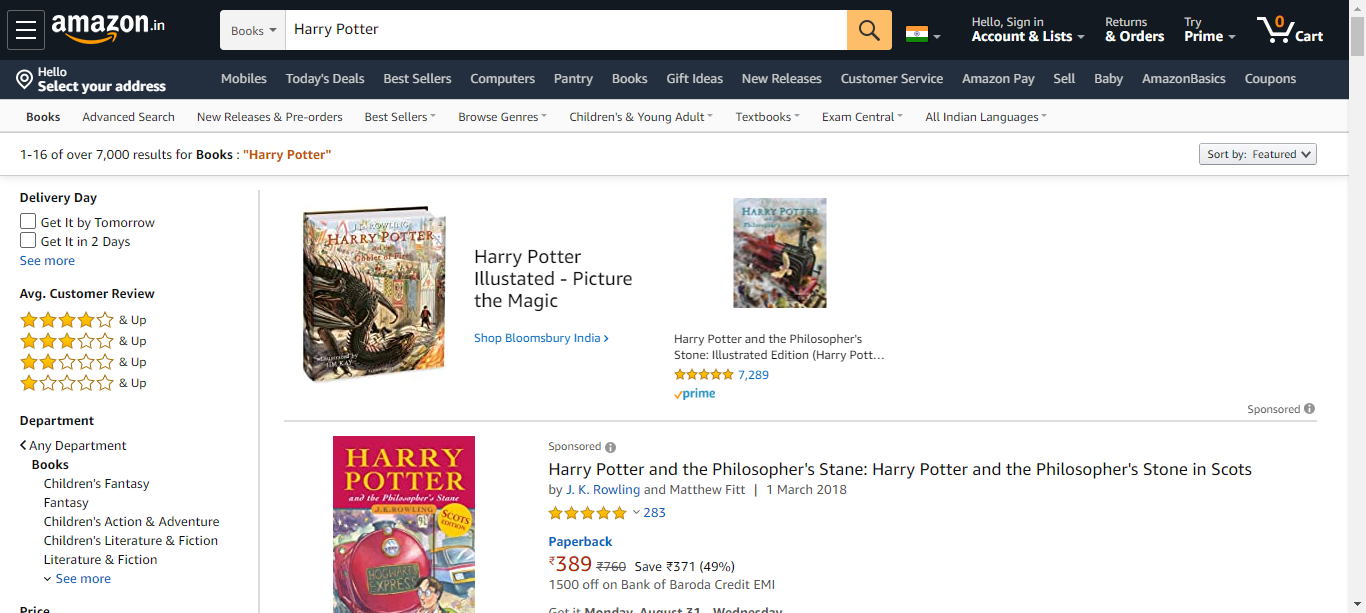 amazon.in
Books
Harry Potter
Hello, Sign in
Account & Lists
Returns
& Orders
Try
Prime
0
Cart
Hello
Select your address
Mobiles Today's Deals Best Sellers Computers Pantry Books Gift Ideas New Releases Customer Service Amazon Pay Sell Baby AmazonBasics Coupons
Books Advanced Search New Releases & Pre-orders Best Sellers Browse Genres Children's & Young Adult Textbooks Exam Central All Indian Languages
1-16 of over 7,000 results for Books : "Harry Potter"
Sort by: Featured
Delivery Day
Get It by Tomorrow
Get It in 2 Days
See more
Avg. Customer Review
& Up
& Up
& Up
& Up
Department
Any Department
Books
Children's Fantasy
Fantasy
Children's Action & Adventure
Children's Literature & Fiction
Literature & Fiction
See more
Price
J.K. ROWLING
HARRY POTTER
and the
Goblet of Fire
Illustrated by
JIM KAY
Harry Potter
Illustated - Picture
the Magic
Shop Bloomsbury India
HARRY POTTER
and the
Philosopher's Stone
Harry Potter and the Philosopher's
Stone: Illustrated Edition (Harry Pott...
7,289
prime
Sponsored
HARRY
POTTER
and the Philosopher's Stane
J.K.ROWLING
SCOTS
EDITION
HOGWARTS
EXPRESS
Sponsored
Harry Potter and the Philosopher's Stane: Harry Potter and the Philosopher's Stone in Scots
by J. K. Rowling and Matthew Fitt | 1 March 2018
283
Paperback
₹389 ₹760 Save ₹371 (49%)
1500 off on Bank of Baroda Credit EMI
Get it Monday, August 31 - Wednesday,